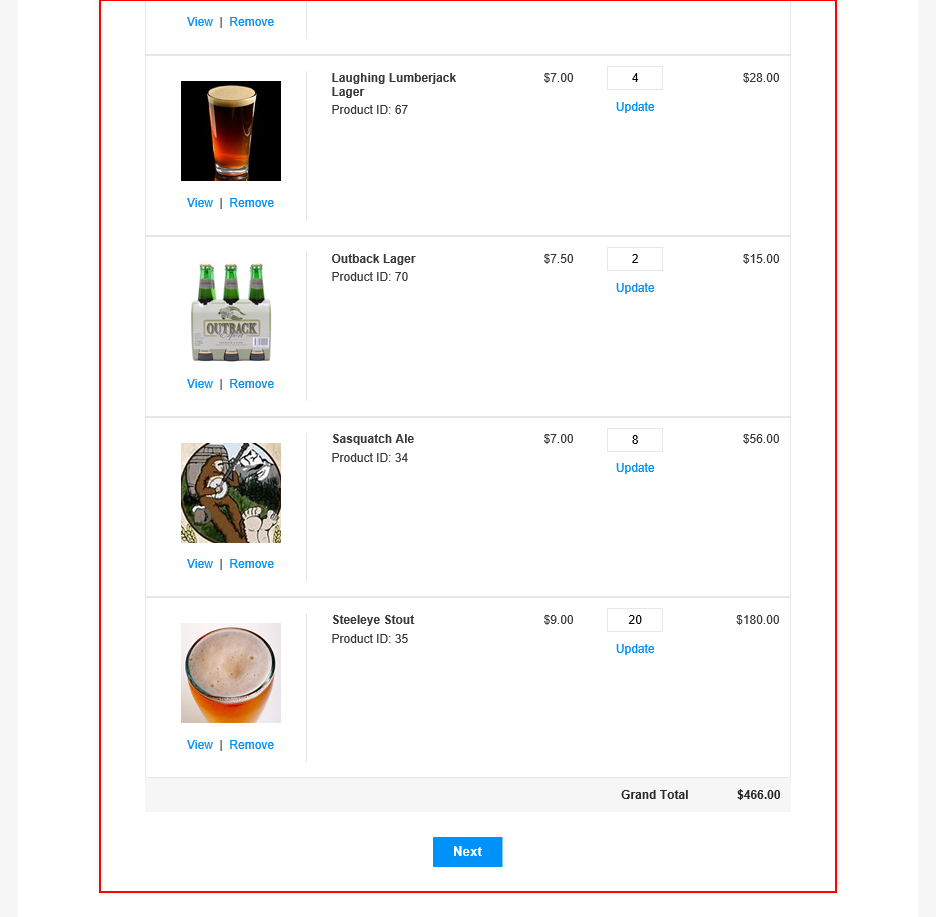 View | Remove
Laughing Lumberjack Lager $7.00 4 $28.00
Product ID: 67
Update
View | Remove
Outback Lager $7.50 2 $15.00
Product ID: 70
Update
OUTBACK
View | Remove
Sasquatch Ale $7.00 8 $56.00
Product ID: 34
Update
View | Remove
Steeleye Stout $9.00 20 $180.00
Product ID: 35
Update
View | Remove
Grand Total $466.00
Next